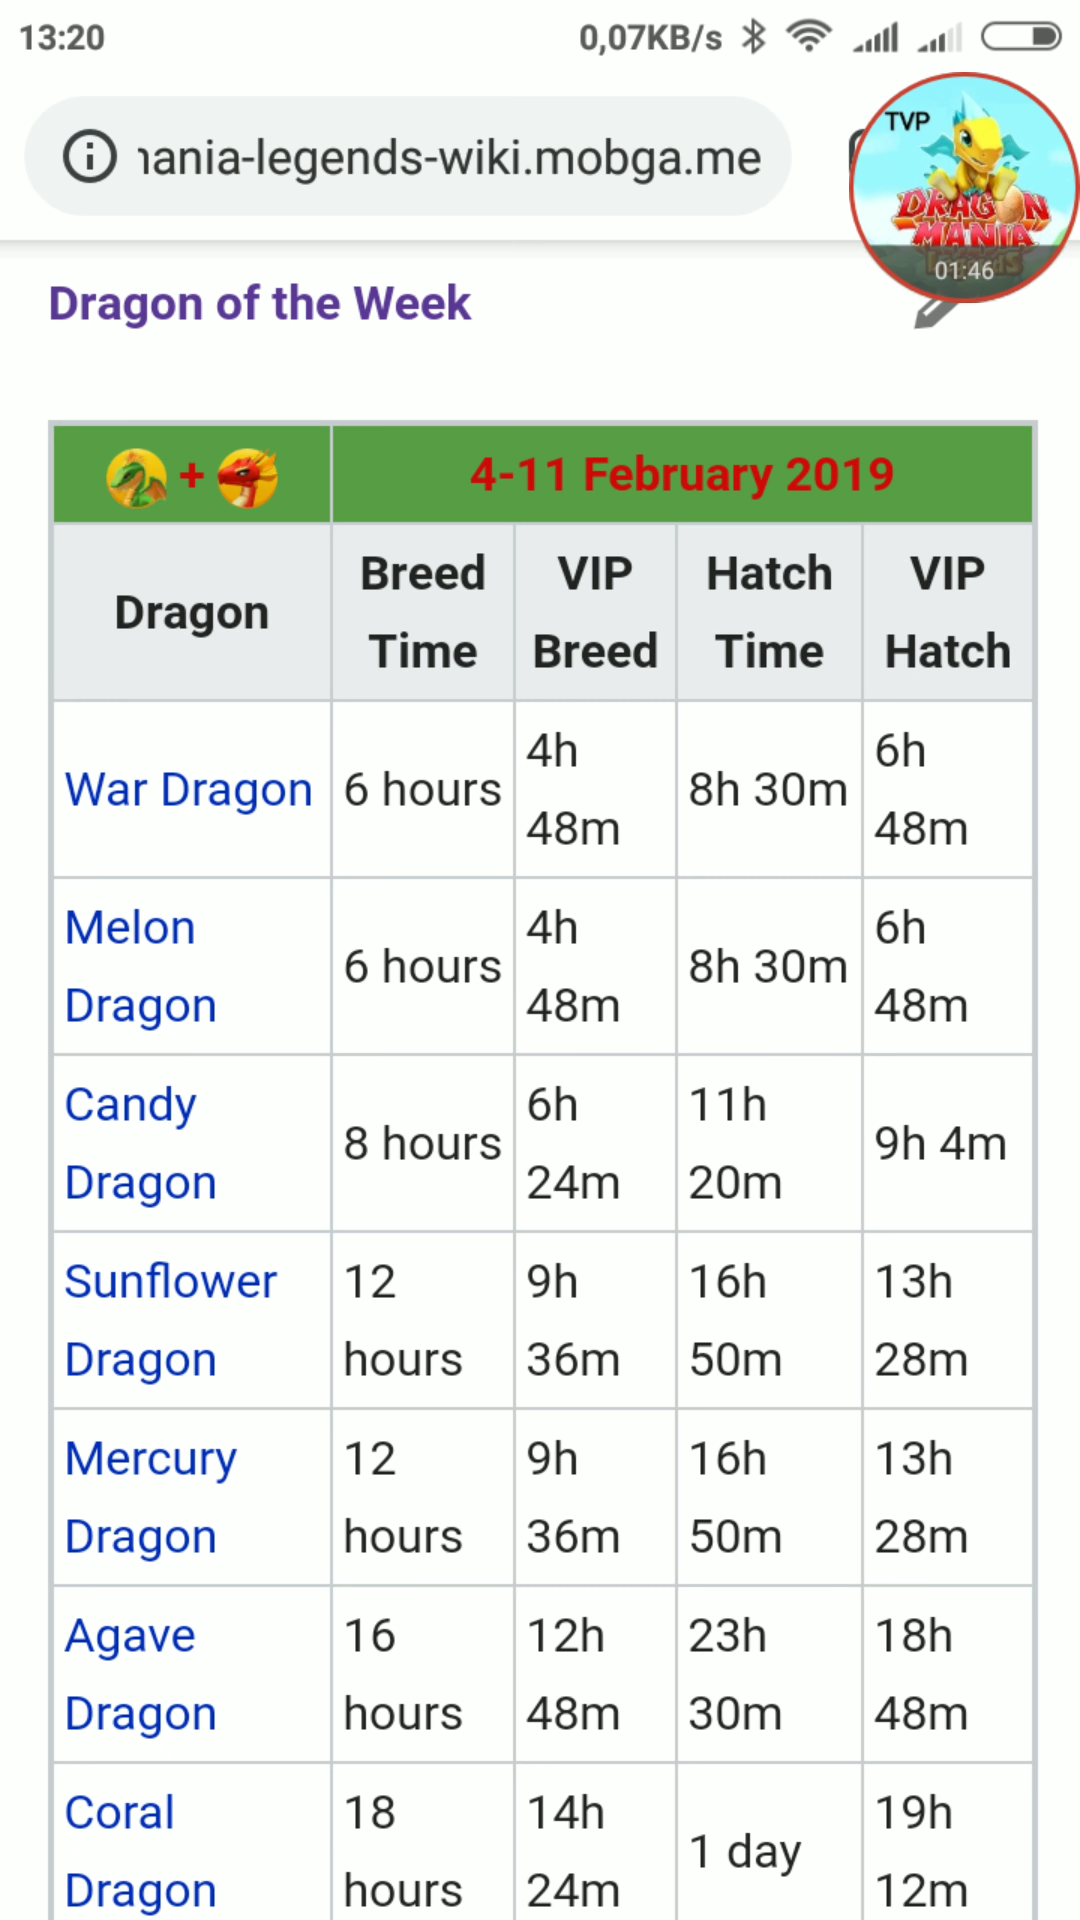 13:20
0,07KB/s
nania-legends-wiki.mobga.me
TVP
DRAGON
MANIA
01:46
Dragon of the Week
+
4-11 February 2019
Dragon
Breed
Time
VIP
Breed
Hatch
Time
VIP
Hatch
War Dragon
6 hours
4h
48m
8h 30m
6h
48m
Melon
Dragon
6 hours
4h
48m
8h 30m
6h
48m
Candy
Dragon
8 hours
6h
24m
11h
20m
9h 4m
Sunflower
Dragon
12
hours
9h
36m
16h
50m
13h
28m
Mercury
Dragon
12
hours
9h
36m
16h
50m
13h
28m
Agave
Dragon
16
hours
12h
48m
23h
30m
18h
48m
Coral
Dragon
18
hours
14h
24m
1 day
19h
12m